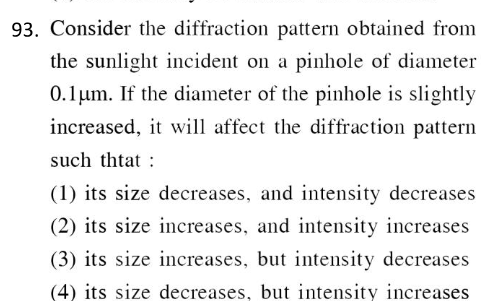 93. Consider the diffraction pattern obtained from
the sunlight incident on a pinhole of diameter
0.1μm. If the diameter of the pinhole is slightly
increased, it will affect the diffraction pattern
such thtat :
(1) its size decreases, and intensity decreases
(2) its size increases, and intensity increases
(3) its size increases, but intensity decreases
(4) its size decreases, but intensity increases